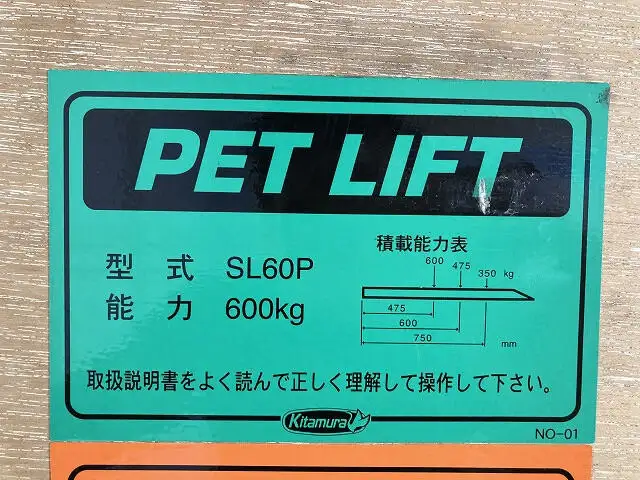 PET LIFT
型式 SL60P
能力 600kg
積載能力表
600 475 350 kg
475
600
750 mm
取扱説明書をよく読んで正しく理解して操作して下さい。
Kitamura
NO-01